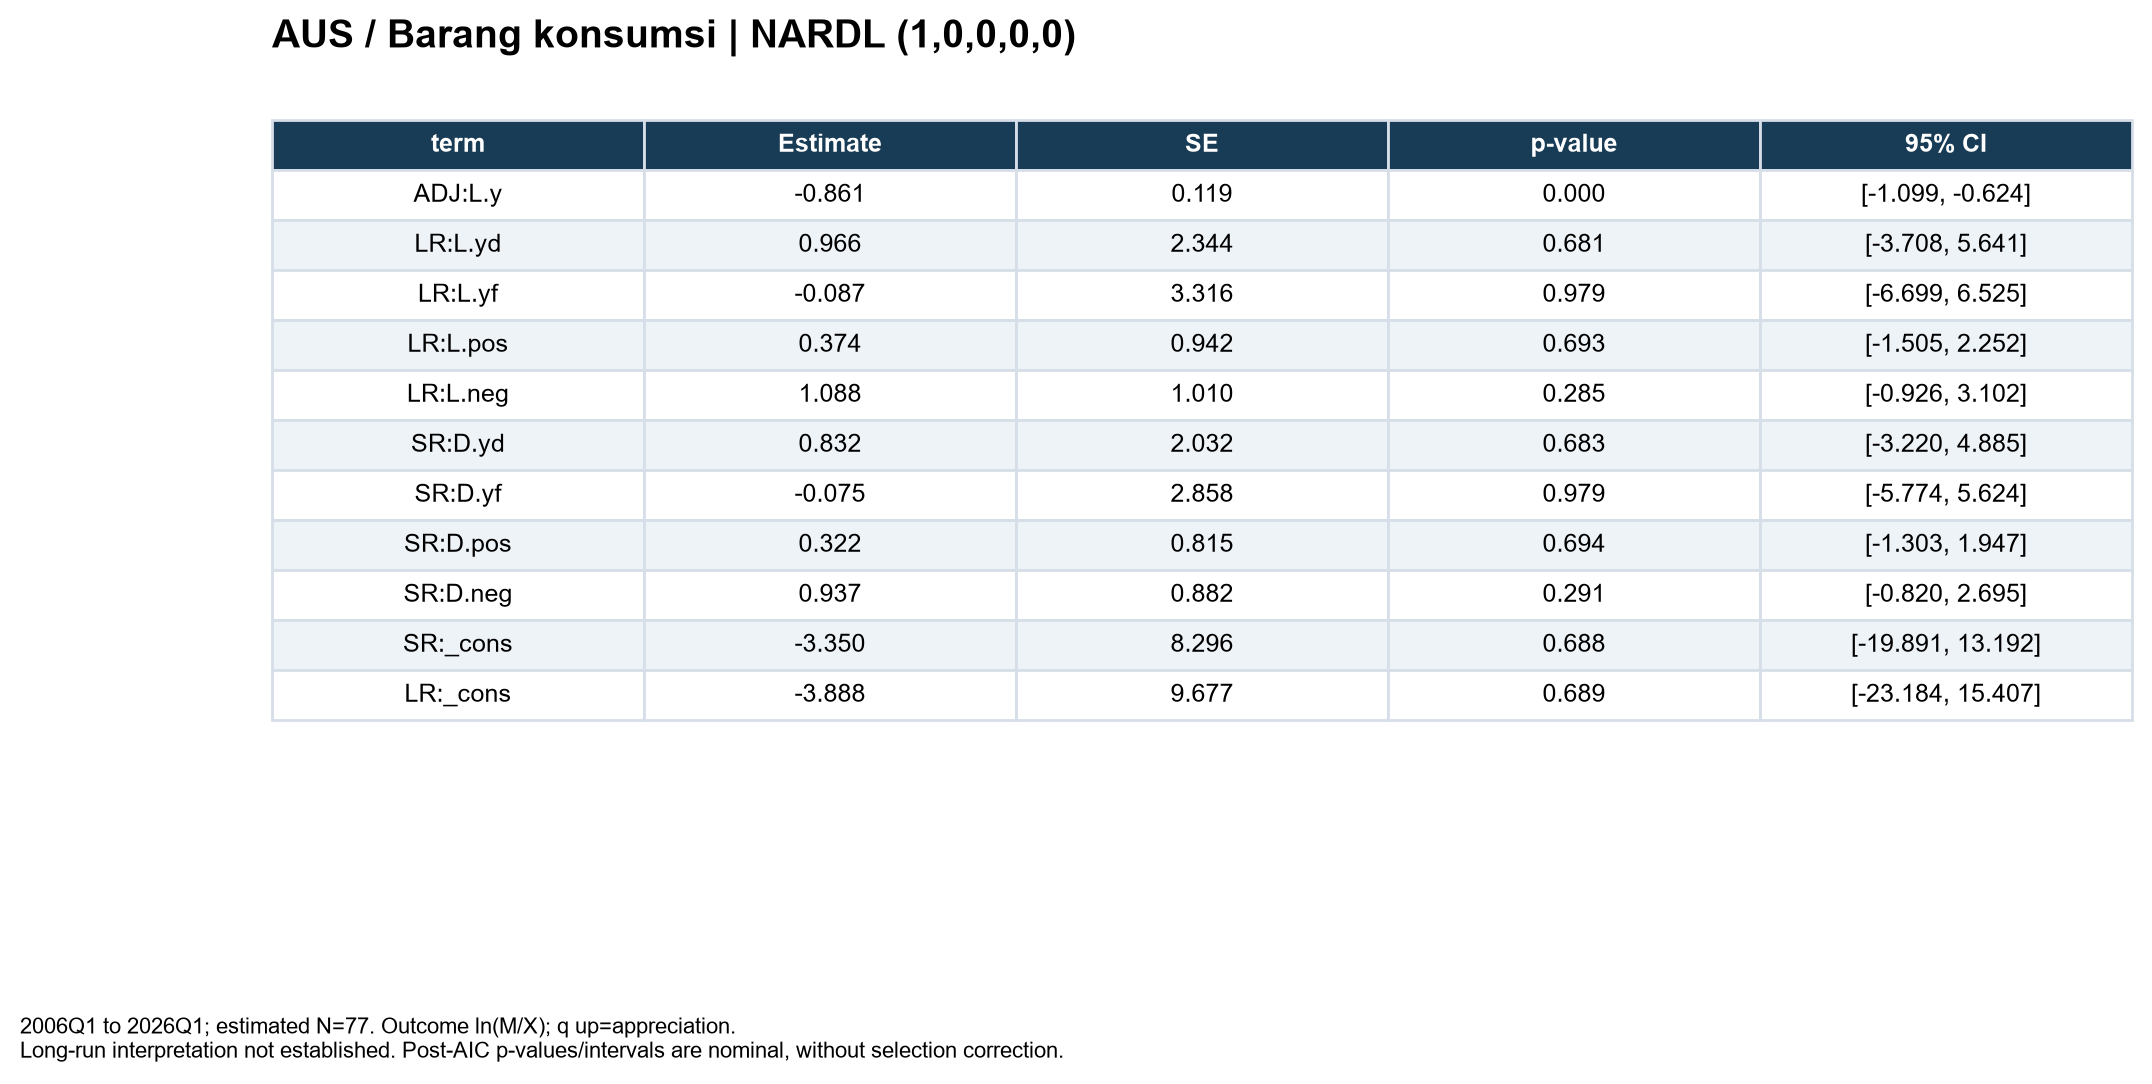 AUS / Barang konsumsi | NARDL (1,0,0,0,0)
term Estimate SE p-value 95% CI
ADJ:L.y -0.861 0.119 0.000 [-1.099, -0.624]
LR:L.yd 0.966 2.344 0.681 [-3.708, 5.641]
LR:L.yf -0.087 3.316 0.979 [-6.699, 6.525]
LR:L.pos 0.374 0.942 0.693 [-1.505, 2.252]
LR:L.neg 1.088 1.010 0.285 [-0.926, 3.102]
SR:D.yd 0.832 2.032 0.683 [-3.220, 4.885]
SR:D.yf -0.075 2.858 0.979 [-5.774, 5.624]
SR:D.pos 0.322 0.815 0.694 [-1.303, 1.947]
SR:D.neg 0.937 0.882 0.291 [-0.820, 2.695]
SR:_cons -3.350 8.296 0.688 [-19.891, 13.192]
LR:_cons -3.888 9.677 0.689 [-23.184, 15.407]
2006Q1 to 2026Q1; estimated N=77. Outcome ln(M/X); q up=appreciation.
Long-run interpretation not established. Post-AIC p-values/intervals are nominal, without selection correction.